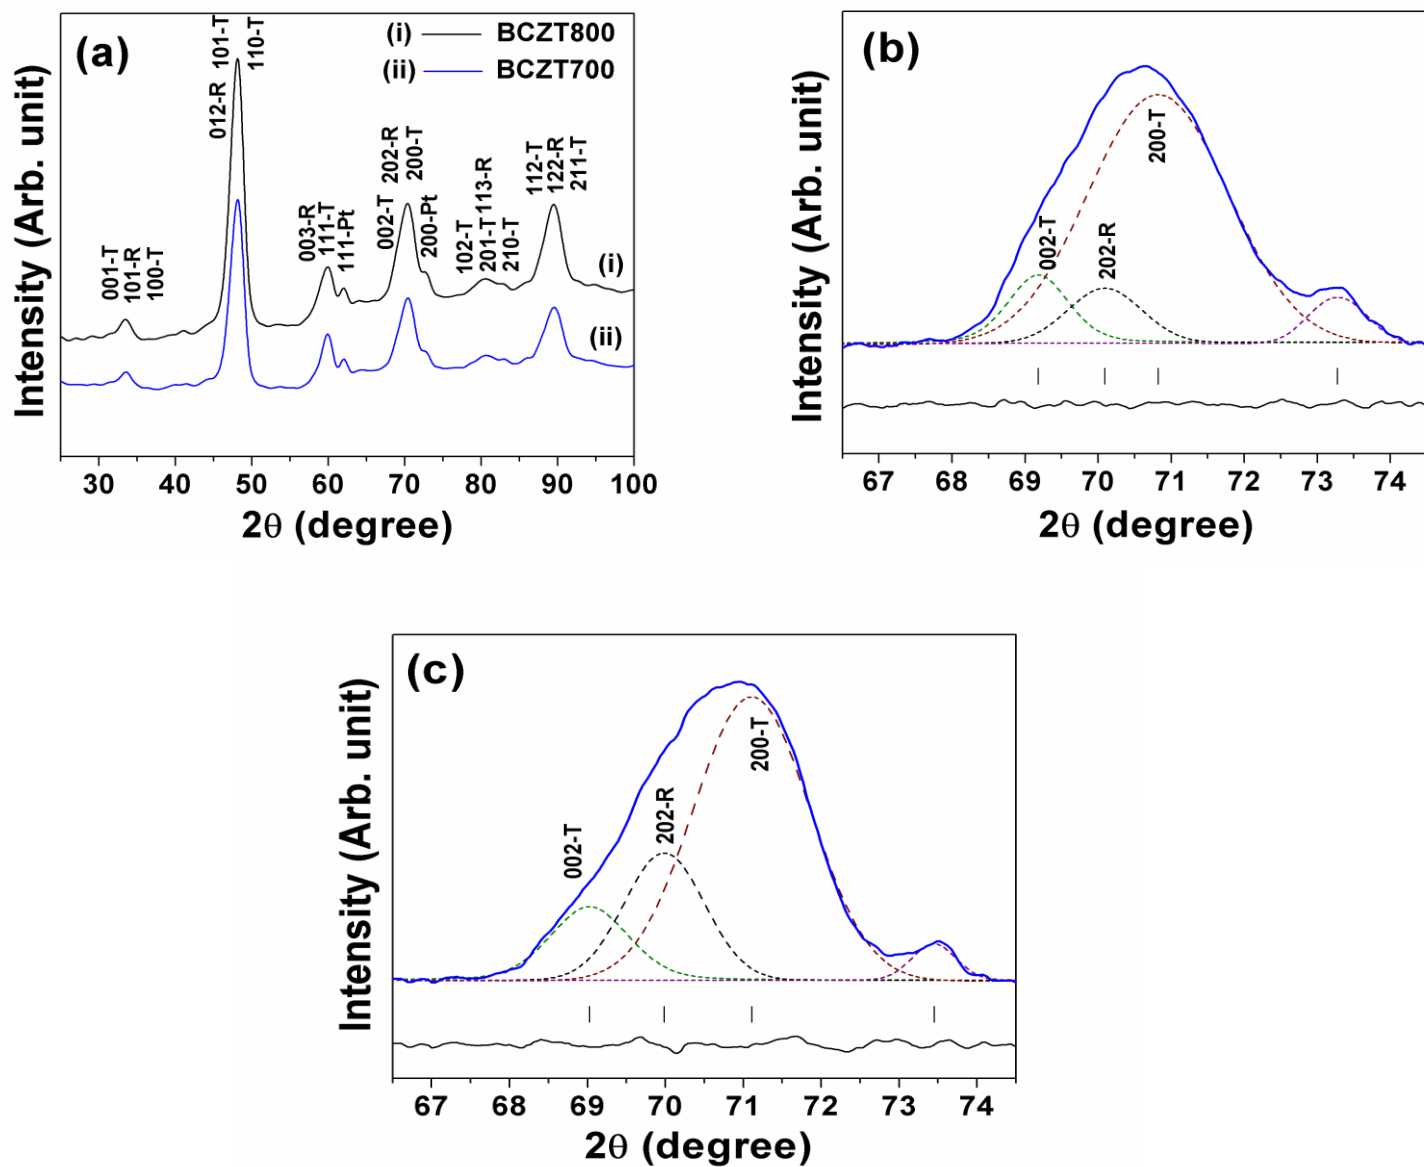 (a)
(i) BCZT800
(ii) BCZT700
Intensity (Arb. unit)
001-T
101-R
100-T
012-R
101-T
110-T
003-R
111-T
111-Pt
002-T
202-R
200-T
200-Pt
102-T
201-T
113-R
210-T
112-T
122-R
211-T
(i)
(ii)
30 40 50 60 70 80 90 100
2θ (degree)
(b)
Intensity (Arb. unit)
002-T
202-R
200-T
67 68 69 70 71 72 73 74
2θ (degree)
(c)
Intensity (Arb. unit)
002-T
202-R
200-T
67 68 69 70 71 72 73 74
2θ (degree)